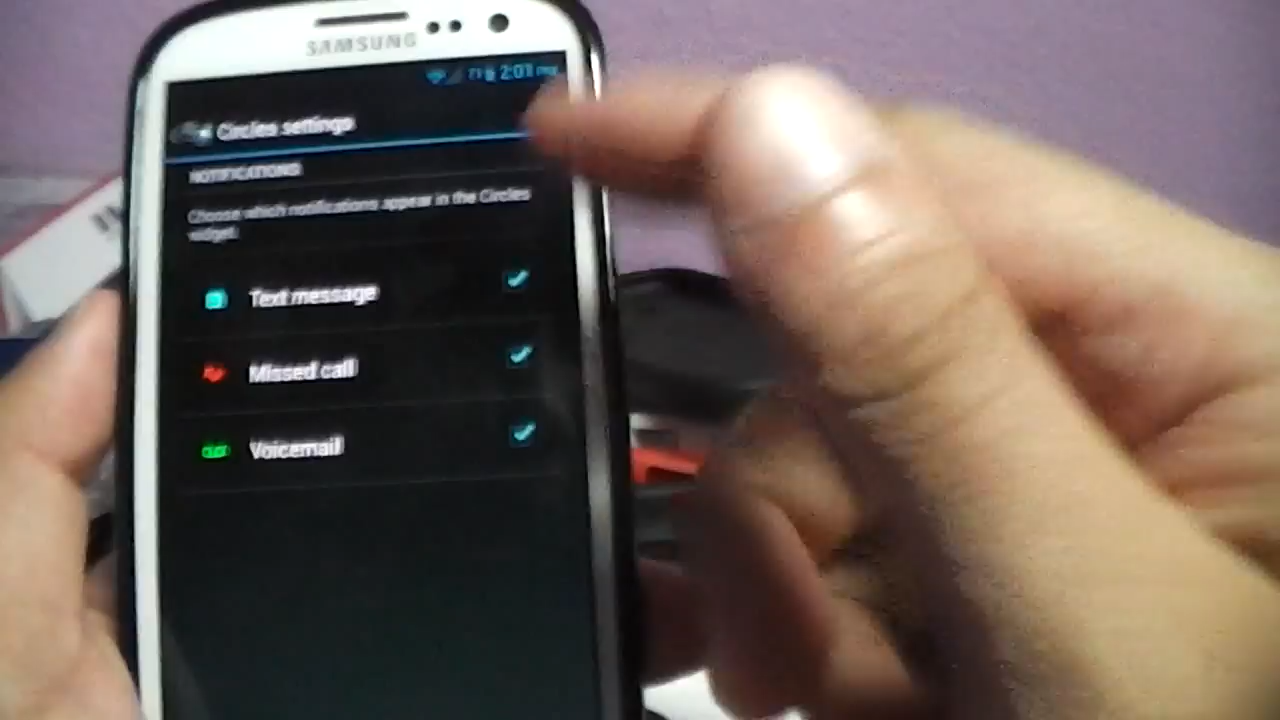 SAMSUNG
2:01 PM
Circles settings
NOTIFICATIONS
Choose which notifications appear in the Circles
widget.
Text message
Missed call
Voicemail